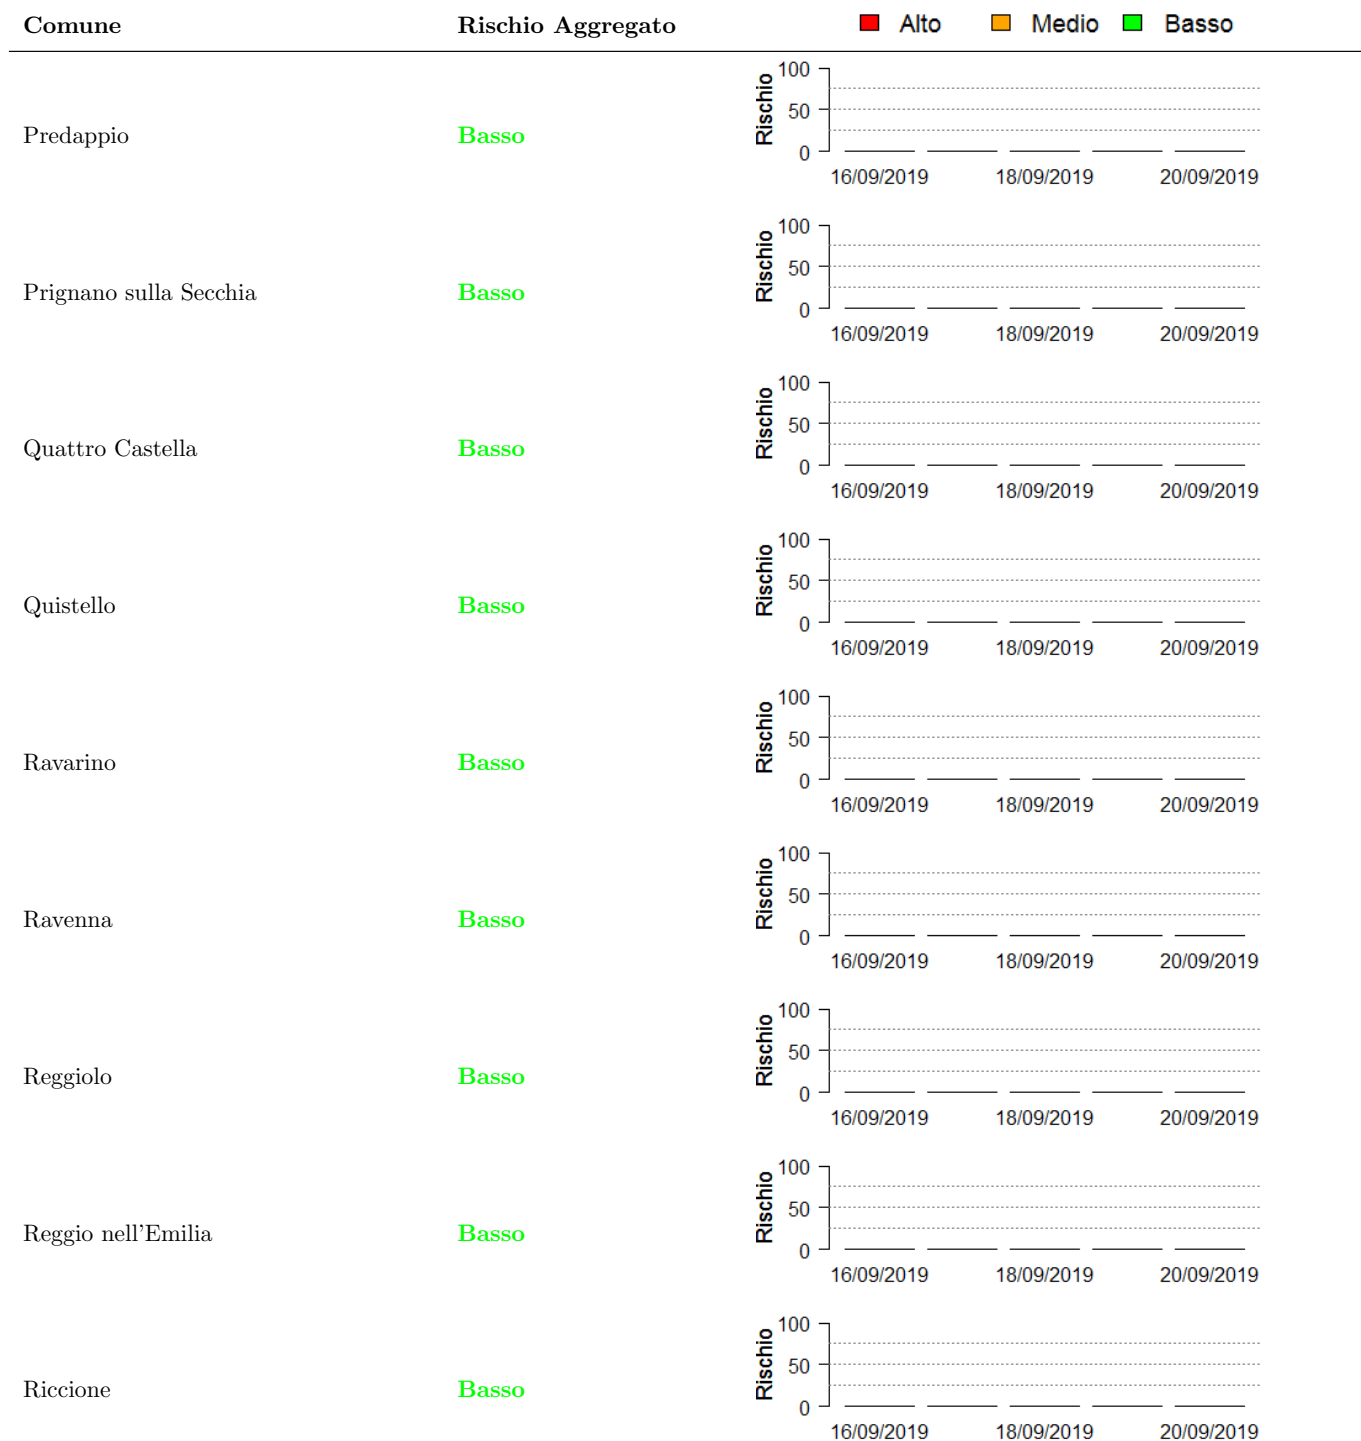 Comune Rischio Aggregato Alto Medio Basso
100
50
0
Rischio
Predappio Basso
16/09/2019 18/09/2019 20/09/2019
100
50
0
Rischio
Prignano sulla Secchia Basso
16/09/2019 18/09/2019 20/09/2019
100
50
0
Rischio
Quattro Castella Basso
16/09/2019 18/09/2019 20/09/2019
100
50
0
Rischio
Quistello Basso
16/09/2019 18/09/2019 20/09/2019
100
50
0
Rischio
Ravarino Basso
16/09/2019 18/09/2019 20/09/2019
100
50
0
Rischio
Ravenna Basso
16/09/2019 18/09/2019 20/09/2019
100
50
0
Rischio
Reggiolo Basso
16/09/2019 18/09/2019 20/09/2019
100
50
0
Rischio
Reggio nell'Emilia Basso
16/09/2019 18/09/2019 20/09/2019
100
50
0
Rischio
Riccione Basso
16/09/2019 18/09/2019 20/09/2019